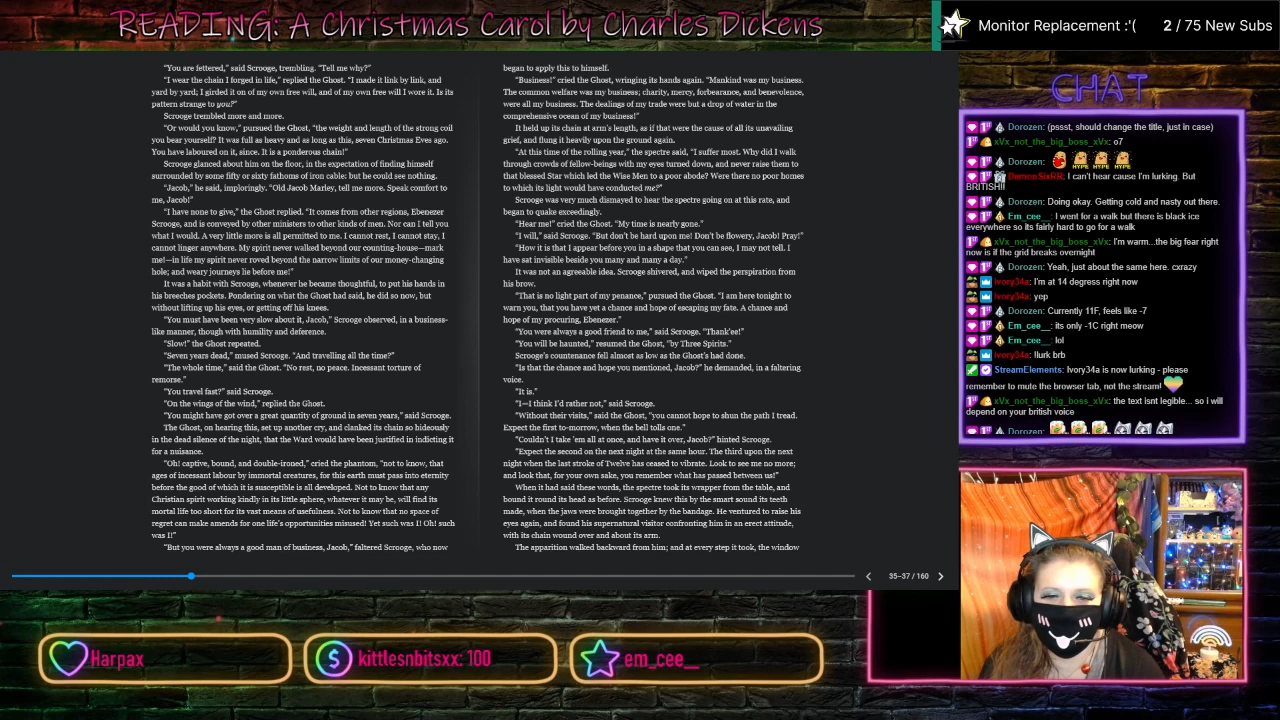 READING: A Christmas Carol by Charles Dickens
Monitor Replacement :'(
2 / 75 New Subs
“You are fettered,” said Scrooge, trembling. “Tell me why?”
“I wear the chain I forged in life,” replied the Ghost. “I made it link by link, and
yard by yard; I girded it on of my own free will, and of my own free will I wore it. Is its
pattern strange to you?”
Scrooge trembled more and more.
“Or would you know,” pursued the Ghost, “the weight and length of the strong coil
you bear yourself? It was full as heavy and as long as this, seven Christmas Eves ago.
You have laboured on it, since. It is a ponderous chain!”
Scrooge glanced about him on the floor, in the expectation of finding himself
surrounded by some fifty or sixty fathoms of iron cable: but he could see nothing.
“Jacob,” he said, imploringly. “Old Jacob Marley, tell me more. Speak comfort to
me, Jacob!”
“I have none to give,” the Ghost replied. “It comes from other regions, Ebenezer
Scrooge, and is conveyed by other ministers to other kinds of men. Nor can I tell you
what I would. A very little more is all permitted to me. I cannot rest, I cannot stay, I
cannot linger anywhere. My spirit never walked beyond our counting-house—mark
me!—in life my spirit never roved beyond the narrow limits of our money-changing
hole; and weary journeys lie before me!”
It was a habit with Scrooge, whenever he became thoughtful, to put his hands in
his breeches pockets. Pondering on what the Ghost had said, he did so now, but
without lifting up his eyes, or getting off his knees.
“You must have been very slow about it, Jacob,” Scrooge observed, in a business-
like manner, though with humility and deference.
“Slow!” the Ghost repeated.
“Seven years dead,” mused Scrooge. “And travelling all the time?”
“The whole time,” said the Ghost. “No rest, no peace. Incessant torture of
remorse.”
“You travel fast?” said Scrooge.
“On the wings of the wind,” replied the Ghost.
“You might have got over a great quantity of ground in seven years,” said Scrooge.
The Ghost, on hearing this, set up another cry, and clanked its chain so hideously
in the dead silence of the night, that the Ward would have been justified in indicting it
for a nuisance.
“Oh! captive, bound, and double-ironed,” cried the phantom, “not to know, that
ages of incessant labour by immortal creatures, for this earth must pass into eternity
before the good of which it is susceptible is all developed. Not to know that any
Christian spirit working kindly in its little sphere, whatever it may be, will find its
mortal life too short for its vast means of usefulness. Not to know that no space of
regret can make amends for one life's opportunities misused! Yet such was I! Oh! such
was I!”
“But you were always a good man of business, Jacob,” faltered Scrooge, who now
began to apply this to himself.
“Business!” cried the Ghost, wringing its hands again. “Mankind was my business.
The common welfare was my business; charity, mercy, forbearance, and benevolence,
were all my business. The dealings of my trade were but a drop of water in the
comprehensive ocean of my business!”
It held up its chain at arm's length, as if that were the cause of all its unavailing
grief, and flung it heavily upon the ground again.
“At this time of the rolling year,” the spectre said, “I suffer most. Why did I walk
through crowds of fellow-beings with my eyes turned down, and never raise them to
that blessed Star which led the Wise Men to a poor abode? Were there no poor homes
to which its light would have conducted me?”
Scrooge was very much dismayed to hear the spectre going on at this rate, and
began to quake exceedingly.
“Hear me!” cried the Ghost. “My time is nearly gone.”
“I will,” said Scrooge. “But don't be hard upon me! Don't be flowery, Jacob! Pray!”
“How it is that I appear before you in a shape that you can see, I may not tell. I
have sat invisible beside you many and many a day.”
It was not an agreeable idea. Scrooge shivered, and wiped the perspiration from
his brow.
“That is no light part of my penance,” pursued the Ghost. “I am here tonight to
warn you, that you have yet a chance and hope of escaping my fate. A chance and
hope of my procuring, Ebenezer.”
“You were always a good friend to me,” said Scrooge. “Thank'ee!”
“You will be haunted,” resumed the Ghost, “by Three Spirits.”
Scrooge's countenance fell almost as low as the Ghost's had done.
“Is that the chance and hope you mentioned, Jacob?” he demanded, in a faltering
voice.
“It is.”
“I—I think I'd rather not,” said Scrooge.
“Without their visits,” said the Ghost, “you cannot hope to shun the path I tread.
Expect the first to-morrow, when the bell tolls one.”
“Couldn't I take 'em all at once, and have it over, Jacob?” hinted Scrooge.
“Expect the second on the next night at the same hour. The third upon the next
night when the last stroke of Twelve has ceased to vibrate. Look to see me no more;
and look that, for your own sake, you remember what has passed between us!”
When it had said these words, the spectre took its wrapper from the table, and
bound it round its head as before. Scrooge knew this by the smart sound its teeth
made, when the jaws were brought together by the bandage. He ventured to raise his
eyes again, and found his supernatural visitor confronting him in an erect attitude,
with its chain wound over and about its arm.
The apparition walked backward from him; and at every step it took, the window
35–37 / 160
CHAT
Dorozen: (pssst, should change the title, just in case)
xVx_not_the_big_boss_xVx: o7
Dorozen: HYPE HYPE HYPE
DemonSixRR: I can't hear cause I'm lurking. But
BRITISH!!
Dorozen: Doing okay. Getting cold and nasty out there.
Em_cee__: I went for a walk but there is black ice
everywhere so its fairly hard to go for a walk
xVx_not_the_big_boss_xVx: I'm warm...the big fear right
now is if the grid breaks overnight
Dorozen: Yeah, just about the same here. cxrazy
Ivory34a: I'm at 14 degress right now
Ivory34a: yep
Dorozen: Currently 11F, feels like -7
Em_cee__: its only -1C right meow
Em_cee__: lol
Ivory34a: !lurk brb
StreamElements: Ivory34a is now lurking - please
remember to mute the browser tab, not the stream!
xVx_not_the_big_boss_xVx: the text isnt legible... so i will
depend on your british voice
Dorozen:
Harpax
$
kittlesnbitsxx: 100
em_cee__